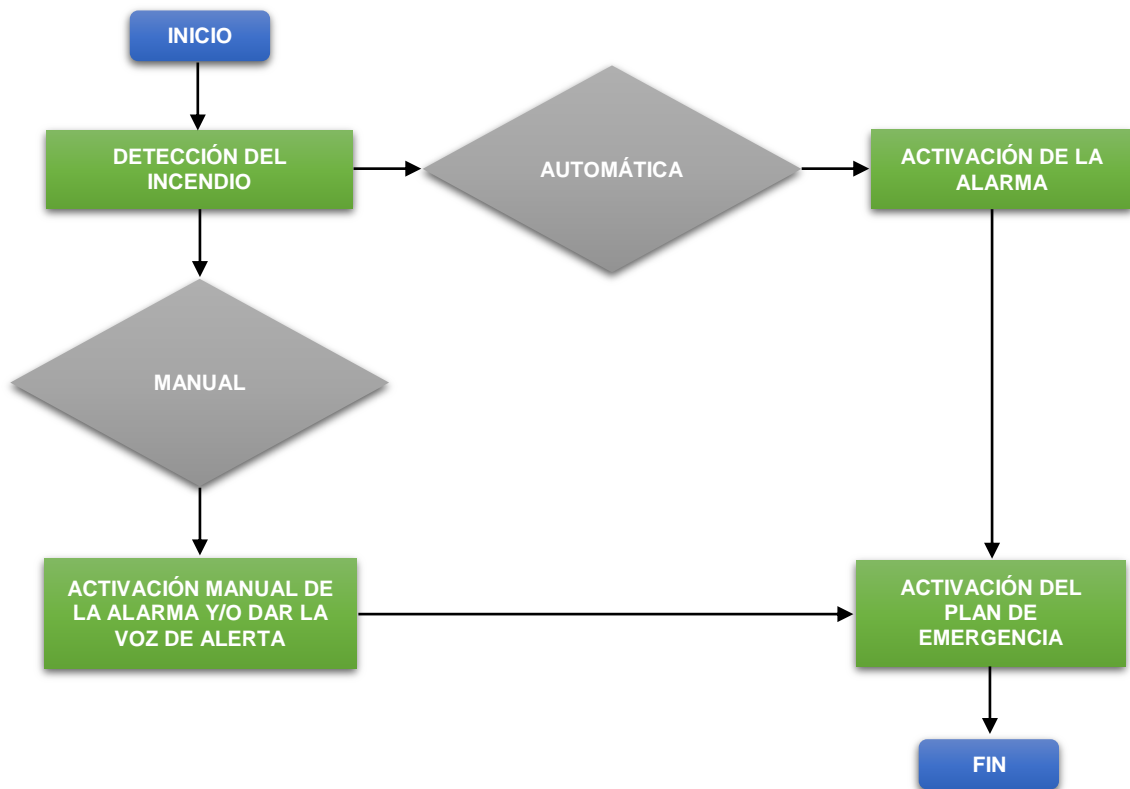 INICIO
DETECCIÓN DEL
INCENDIO
AUTOMÁTICA
ACTIVACIÓN DE LA
ALARMA
MANUAL
ACTIVACIÓN MANUAL DE
LA ALARMA Y/O DAR LA
VOZ DE ALERTA
ACTIVACIÓN DEL
PLAN DE
EMERGENCIA
FIN